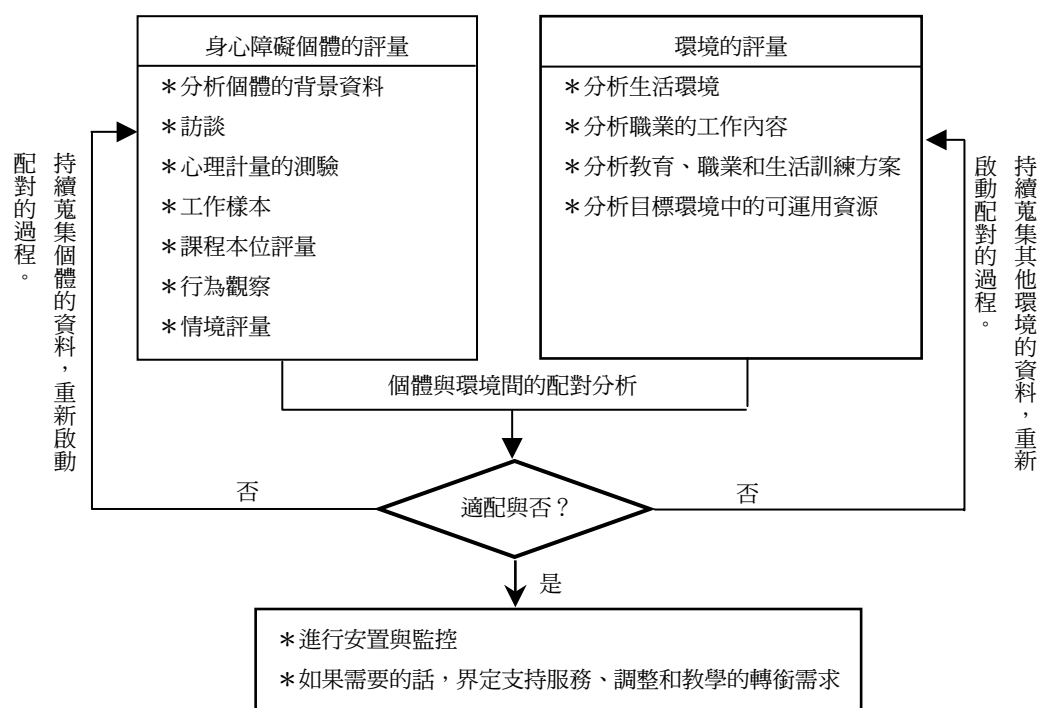 身心障礙個體的評量
＊分析個體的背景資料
＊訪談
＊心理計量的測驗
＊工作樣本
＊課程本位評量
＊行為觀察
＊情境評量
環境的評量
＊分析生活環境
＊分析職業的工作內容
＊分析教育、職業和生活訓練方案
＊分析目標環境中的可運用資源
持續蒐集個體的資料，重新啟動
配對的過程。
持續蒐集其他環境的資料，重新
啟動配對的過程。
個體與環境間的配對分析
否
適配與否？
否
是
＊進行安置與監控
＊如果需要的話，界定支持服務、調整和教學的轉銜需求